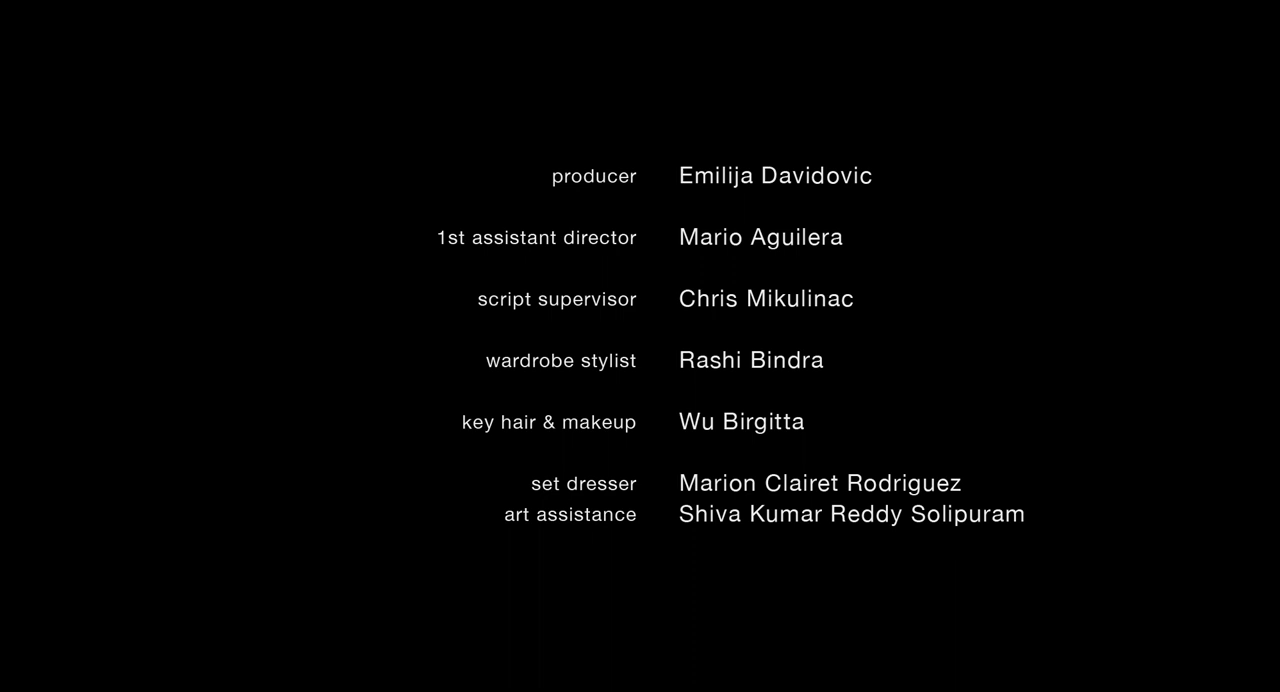 producer Emilija Davidovic
1st assistant director Mario Aguilera
script supervisor Chris Mikulinac
wardrobe stylist Rashi Bindra
key hair & makeup Wu Birgitta
set dresser Marion Clairet Rodriguez
art assistance Shiva Kumar Reddy Solipuram